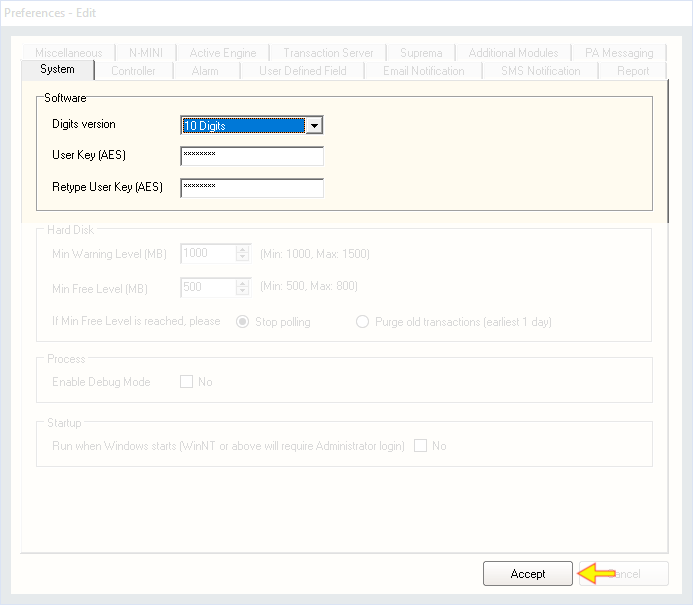 Preferences - Edit
Miscellaneous N-MINI Active Engine Transaction Server Suprema Additional Modules PA Messaging
System Controller Alarm User Defined Field Email Notification SMS Notification Report
Software
Digits version 10 Digits
User Key (AES) ********
Retype User Key (AES) ********
Hard Disk
Min Warning Level (MB) 1000 (Min: 1000, Max: 1500)
Min Free Level (MB) 500 (Min: 500, Max: 800)
If Min Free Level is reached, please Stop polling Purge old transactions (earliest 1 day)
Process
Enable Debug Mode No
Startup
Run when Windows starts (WinNT or above will require Administrator login) No
Accept